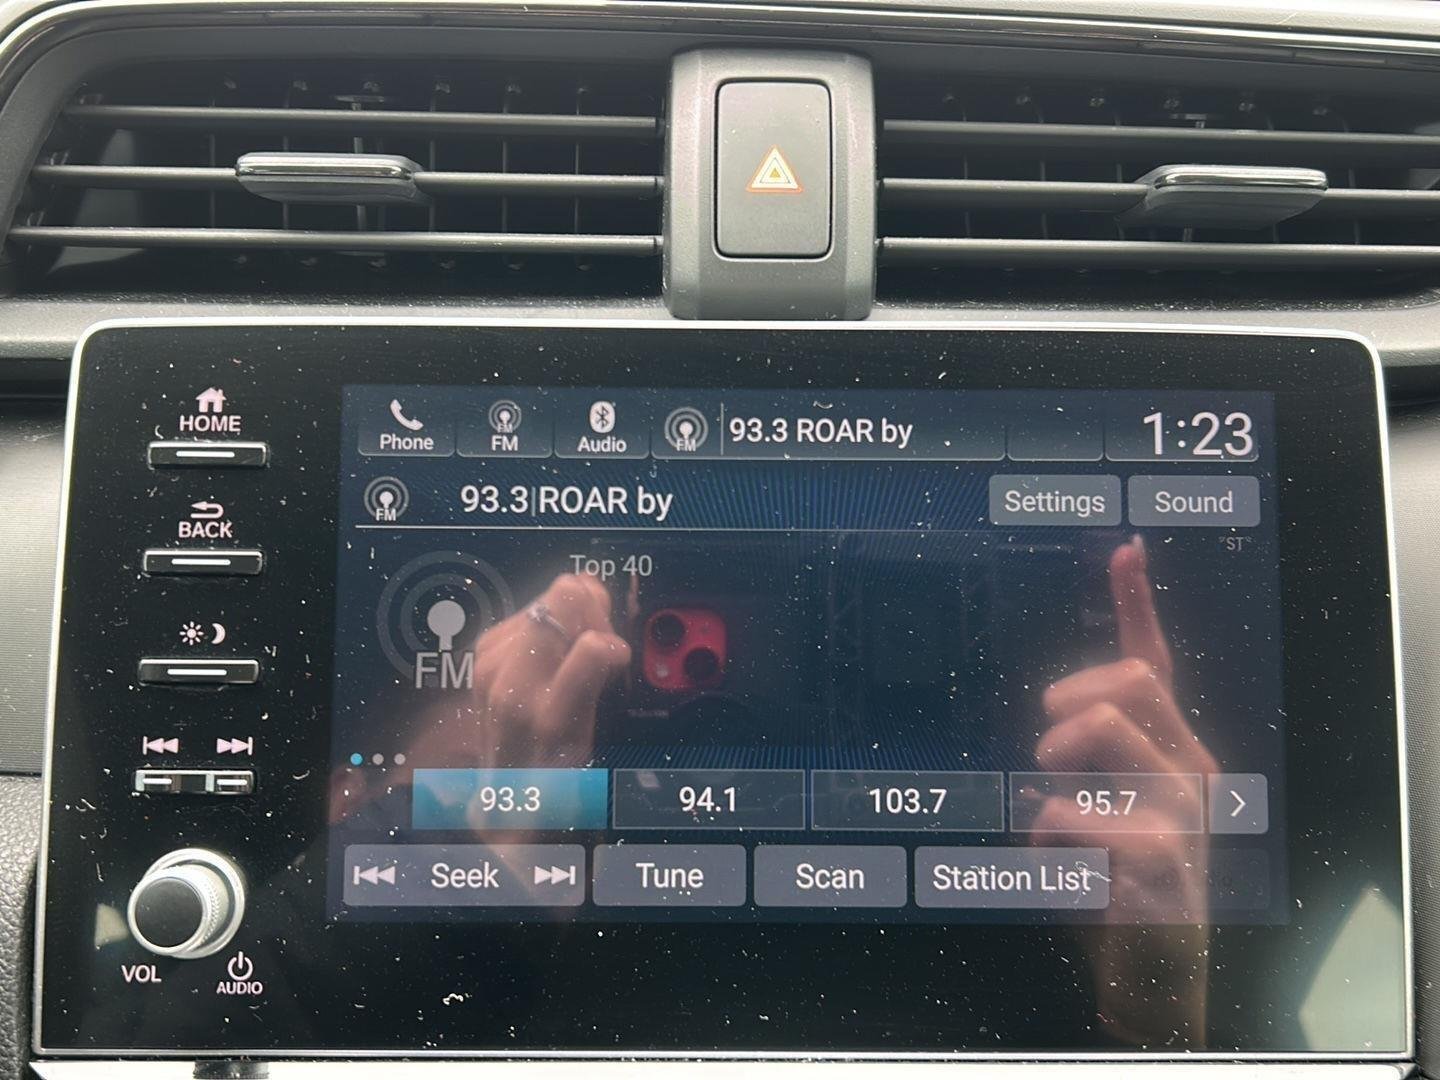 HOME
BACK
VOL
AUDIO
Phone
FM
FM
Audio
FM
93.3 ROAR by
1:23
FM
93.3 ROAR by
Settings
Sound
ST
Top 40
FM
93.3
94.1
103.7
95.7
Seek
Tune
Scan
Station List